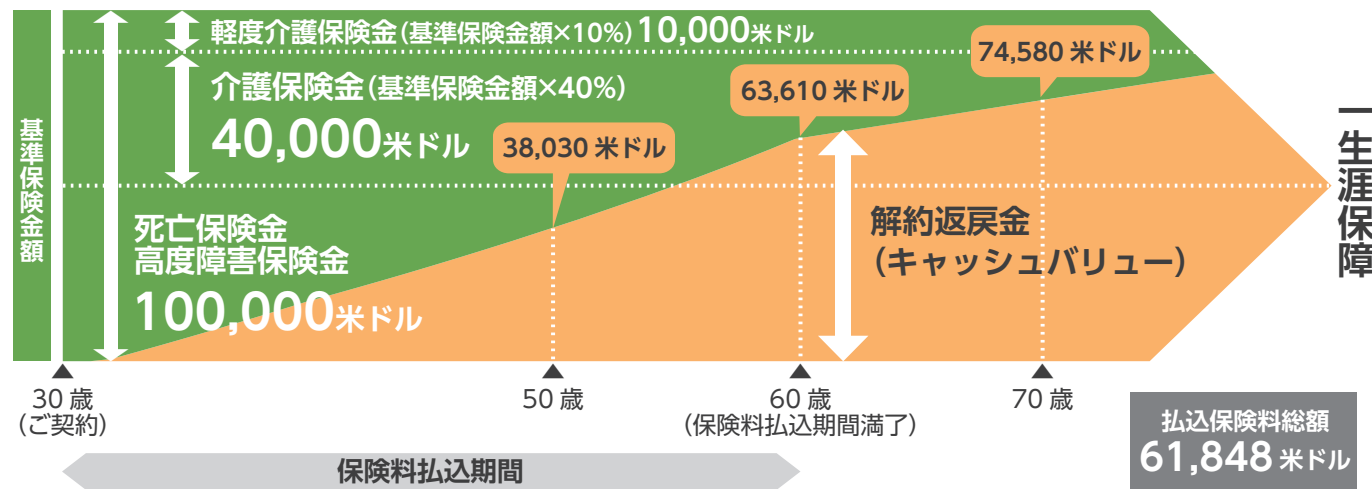 軽度介護保険金(基準保険金額×10%)10,000米ドル
介護保険金(基準保険金額×40%)
40,000米ドル
基準保険金額
死亡保険金
高度障害保険金
100,000米ドル
38,030 米ドル
63,610 米ドル
74,580 米ドル
解約返戻金
(キャッシュバリュー)
一生涯保障
30 歳
(ご契約)
50 歳
60 歳
(保険料払込期間満了)
70 歳
保険料払込期間
払込保険料総額
61,848 米ドル